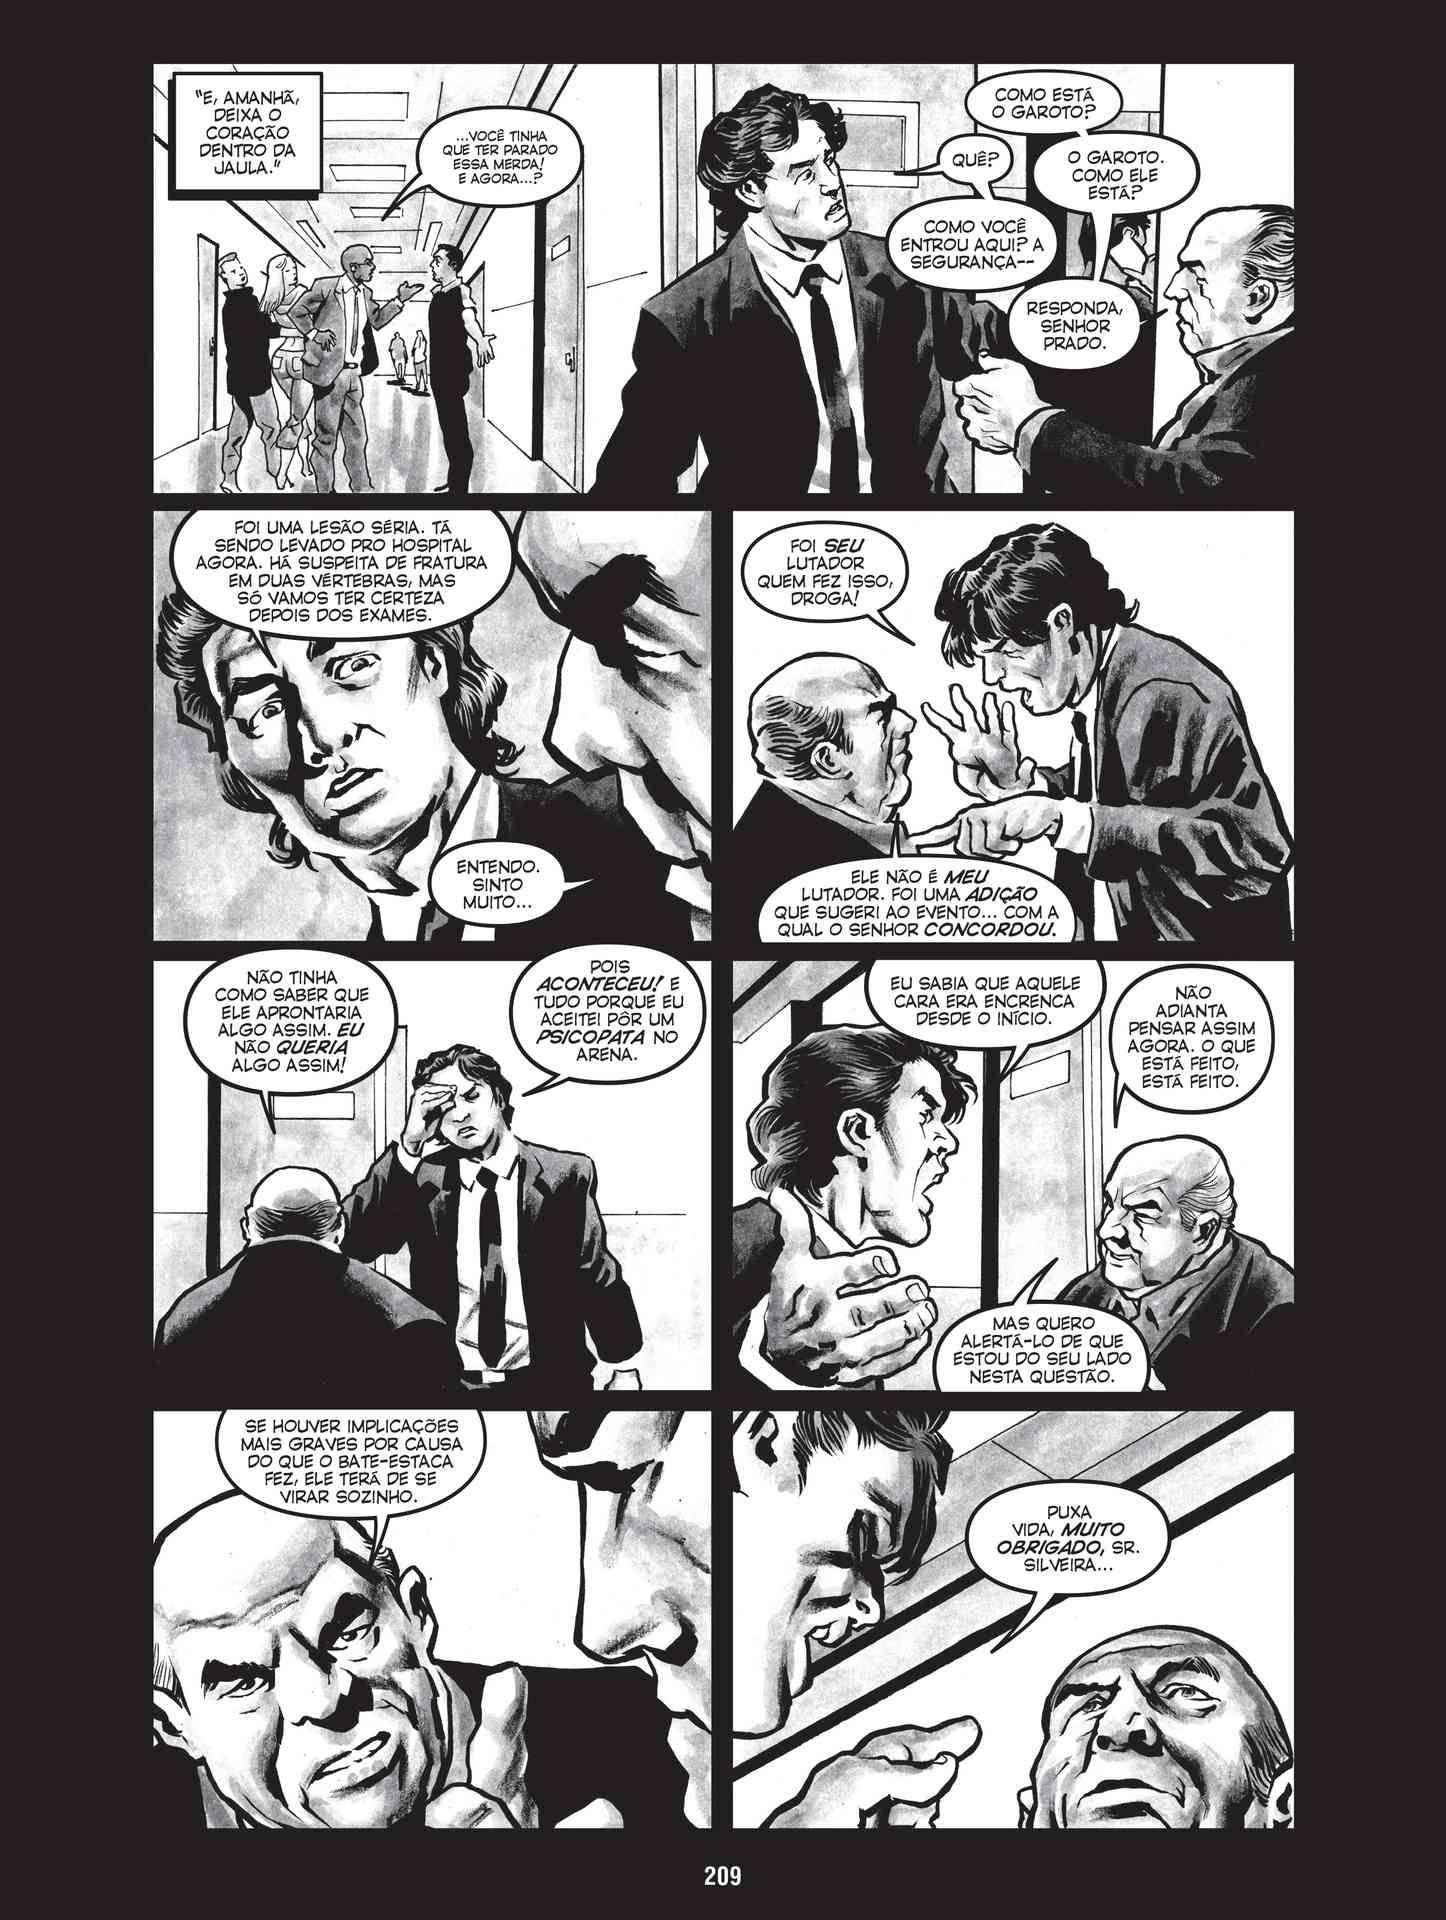 "E, AMANHÃ,
DEIXA O
CORAÇÃO
DENTRO DA
JAULA."
...VOCÊ TINHA
QUE TER PARADO
ESSA MERDA!
E AGORA...?
COMO ESTÁ
O GAROTO?
QUÊ?
O GAROTO.
COMO ELE
ESTÁ?
COMO VOCÊ
ENTROU AQUI? A
SEGURANÇA--
RESPONDA,
SENHOR
PRADO.
FOI UMA LESÃO SÉRIA. TÁ
SENDO LEVADO PRO HOSPITAL
AGORA. HÁ SUSPEITA DE FRATURA
EM DUAS VÉRTEBRAS, MAS
SÓ VAMOS TER CERTEZA
DEPOIS DOS EXAMES.
ENTENDO.
SINTO
MUITO...
FOI SEU
LUTADOR
QUEM FEZ ISSO,
DROGA!
ELE NÃO É MEU
LUTADOR. FOI UMA ADIÇÃO
QUE SUGERI AO EVENTO... COM A
QUAL O SENHOR CONCORDOU.
NÃO TINHA
COMO SABER QUE
ELE APRONTARIA
ALGO ASSIM. EU
NÃO QUERIA
ALGO ASSIM!
POIS
ACONTECEU! E
TUDO PORQUE EU
ACEITEI PÔR UM
PSICOPATA NO
ARENA.
EU SABIA QUE AQUELE
CARA ERA ENCRENCA
DESDE O INÍCIO.
NÃO
ADIANTA
PENSAR ASSIM
AGORA. O QUE
ESTÁ FEITO,
ESTÁ FEITO.
MAS QUERO
ALERTÁ-LO DE QUE
ESTOU DO SEU LADO
NESTA QUESTÃO.
SE HOUVER IMPLICAÇÕES
MAIS GRAVES POR CAUSA
DO QUE O BATE-ESTACA
FEZ, ELE TERÁ DE SE
VIRAR SOZINHO.
PUXA
VIDA, MUITO
OBRIGADO, SR.
SILVEIRA...
209